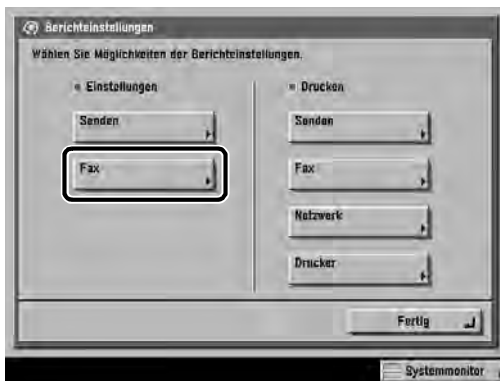 Berichteinstellungen
Wählen Sie Möglichkeiten der Berichteinstellungen.
Einstellungen
Senden
Fax
Drucken
Senden
Fax
Netzwerk
Drucker
Fertig
Systemmonitor